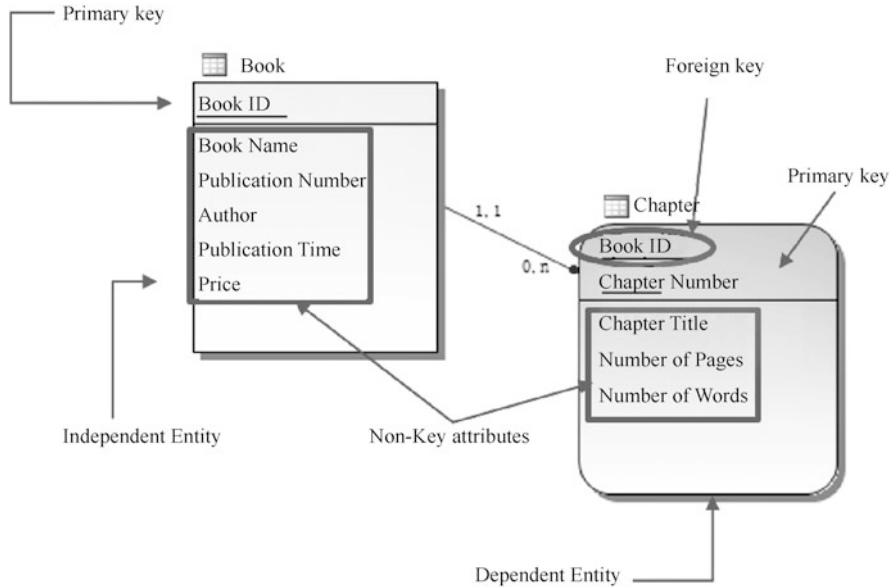 Primary key
Book
Book ID
Book Name
Publication Number
Author
Publication Time
Price
Independent Entity
Non-Key attributes
1, 1
0, n
Foreign key
Primary key
Chapter
Book ID
Chapter Number
Chapter Title
Number of Pages
Number of Words
Dependent Entity